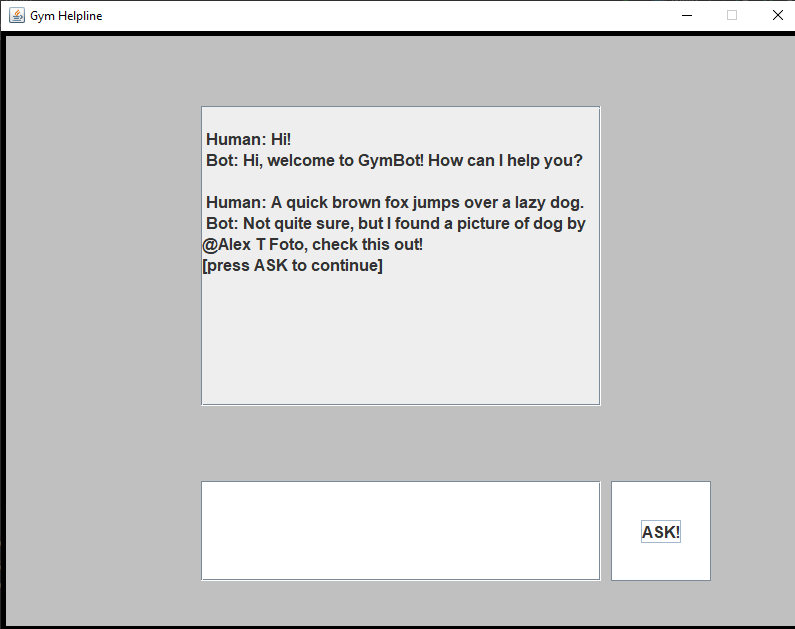 Gym Helpline
Human: Hi!
Bot: Hi, welcome to GymBot! How can I help you?
Human: A quick brown fox jumps over a lazy dog.
Bot: Not quite sure, but I found a picture of dog by
@Alex T Foto, check this out!
[press ASK to continue]
ASK!